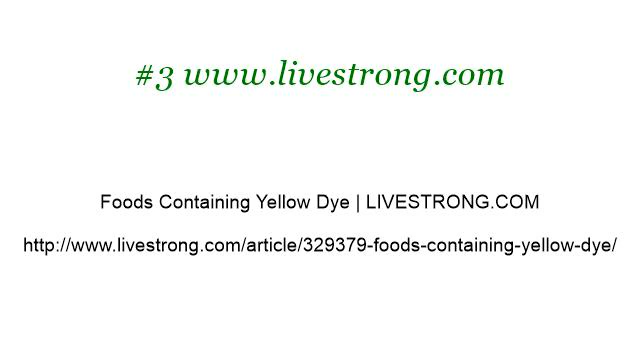 #3 www.livestrong.com
Foods Containing Yellow Dye | LIVESTRONG.COM
http://www.livestrong.com/article/329379-foods-containing-yellow-dye/